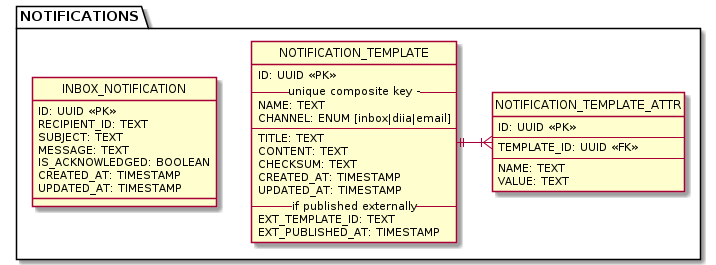 NOTIFICATIONS
INBOX_NOTIFICATION
ID: UUID «PK»
RECIPIENT_ID: TEXT
SUBJECT: TEXT
MESSAGE: TEXT
IS_ACKNOWLEDGED: BOOLEAN
CREATED_AT: TIMESTAMP
UPDATED_AT: TIMESTAMP
NOTIFICATION_TEMPLATE
ID: UUID «PK»
unique composite key -
NAME: TEXT
CHANNEL: ENUM [inbox|diia|email]
TITLE: TEXT
CONTENT: TEXT
CHECKSUM: TEXT
CREATED_AT: TIMESTAMP
UPDATED_AT: TIMESTAMP
if published externally
EXT_TEMPLATE_ID: TEXT
EXT_PUBLISHED_AT: TIMESTAMP
NOTIFICATION_TEMPLATE_ATTR
ID: UUID «PK»
TEMPLATE_ID: UUID «FK»
NAME: TEXT
VALUE: TEXT